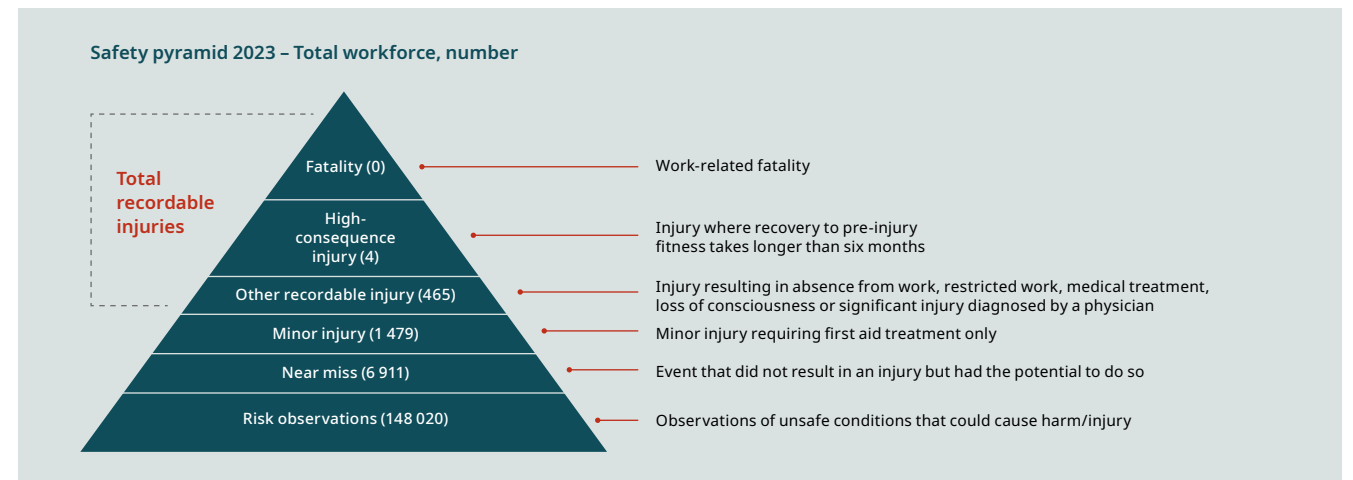 Safety pyramid 2023 – Total workforce, number
Total
recordable
injuries
Fatality (0)
Work-related fatality
High-
consequence
injury (4)
Injury where recovery to pre-injury
fitness takes longer than six months
Other recordable injury (465)
Injury resulting in absence from work, restricted work, medical treatment,
loss of consciousness or significant injury diagnosed by a physician
Minor injury (1 479)
Minor injury requiring first aid treatment only
Near miss (6 911)
Event that did not result in an injury but had the potential to do so
Risk observations (148 020)
Observations of unsafe conditions that could cause harm/injury